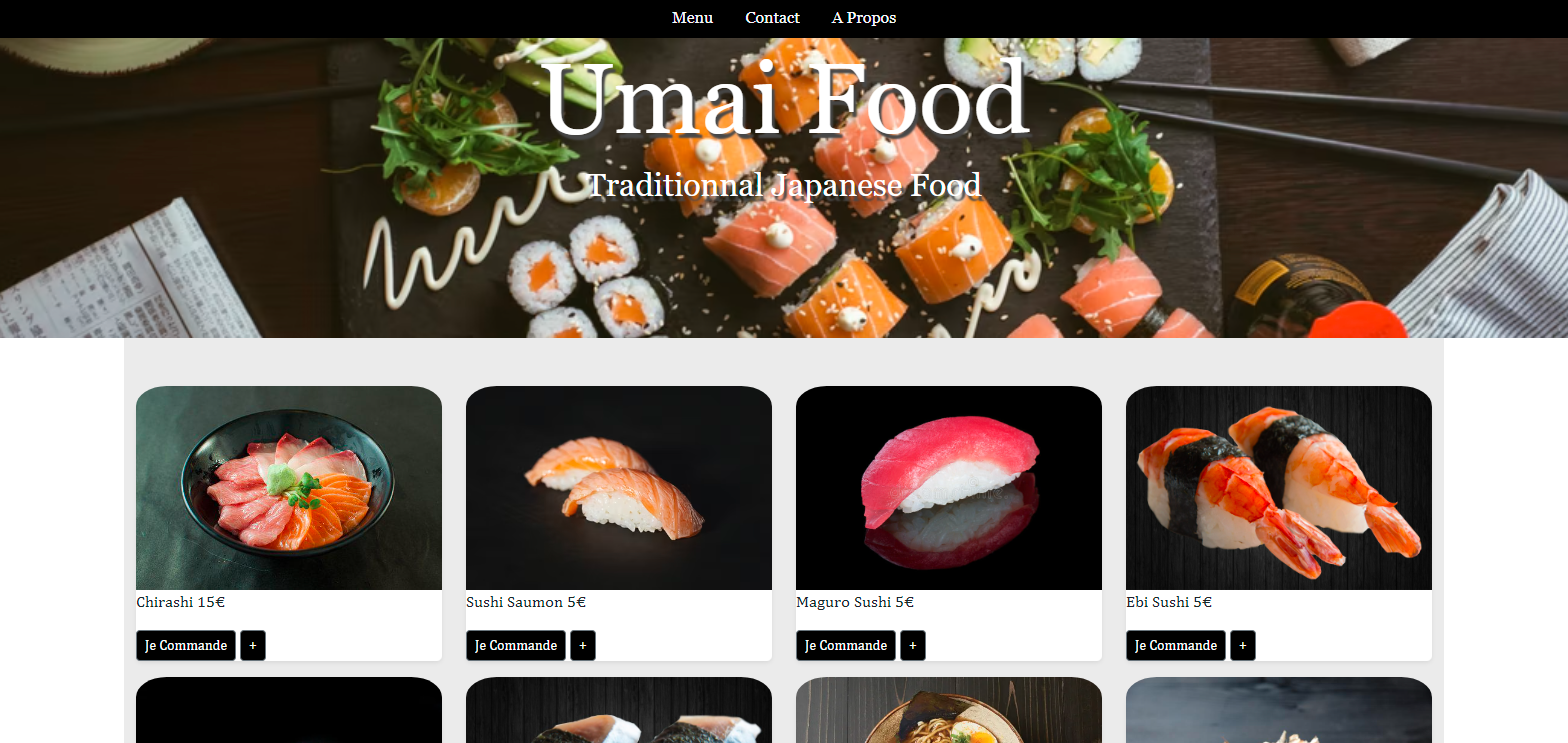 Menu Contact A Propos
Umai Food
Traditionnal Japanese Food
Chirashi 15€
Sushi Saumon 5€
Maguro Sushi 5€
Ebi Sushi 5€
Je Commande +
Je Commande +
Je Commande +
Je Commande +